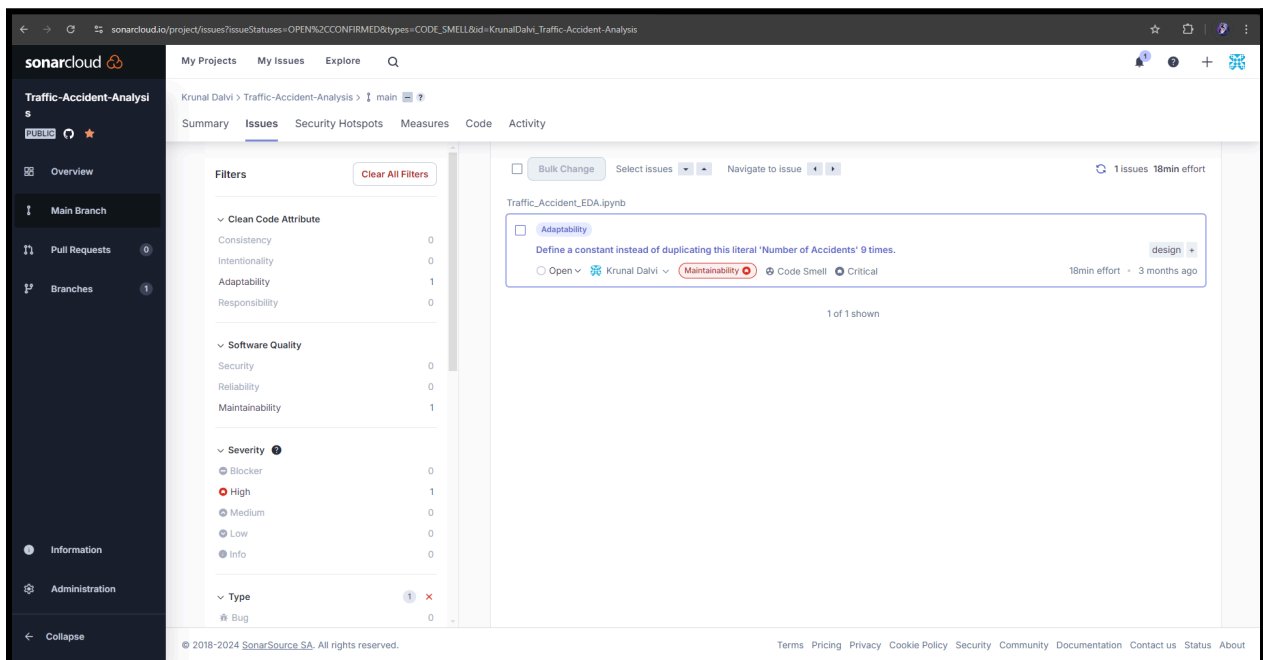 sonarcloud.io/project/issues?issueStatuses=OPEN%2CCONFIRMED&types=CODE_SMELL&id=KrunalDalvi_Traffic-Accident-Analysis
sonarcloud
My Projects My Issues Explore
1
Traffic-Accident-Analysi
s
PUBLIC
Overview
Main Branch
Pull Requests 0
Branches 1
Information
Administration
Collapse
Krunal Dalvi > Traffic-Accident-Analysis > main ?
Summary Issues Security Hotspots Measures Code Activity
Filters Clear All Filters
Clean Code Attribute
Consistency 0
Intentionality 0
Adaptability 1
Responsibility 0
Software Quality
Security 0
Reliability 0
Maintainability 1
Severity ?
Blocker 0
High 1
Medium 0
Low 0
Info 0
Type 1
Bug 0
Bulk Change Select issues Navigate to issue 1 issues 18min effort
Traffic_Accident_EDA.ipynb
Adaptability
Define a constant instead of duplicating this literal 'Number of Accidents' 9 times. design +
Open Krunal Dalvi Maintainability Code Smell Critical 18min effort • 3 months ago
1 of 1 shown
© 2018-2024 SonarSource SA. All rights reserved. Terms Pricing Privacy Cookie Policy Security Community Documentation Contact us Status About